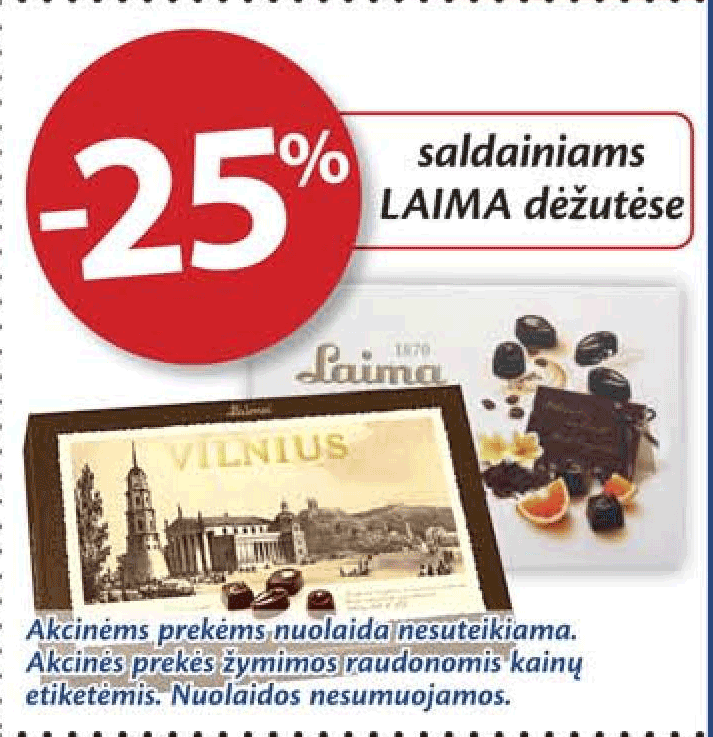 -25%
saldainiams
LAIMA dėžutėse
1870
Laima
Laima
VILNIUS
Akcinėms prekėms nuolaida nesuteikiama.
Akcinės prekės žymimos raudonomis kainų
etiketėmis. Nuolaidos nesumuojamos.